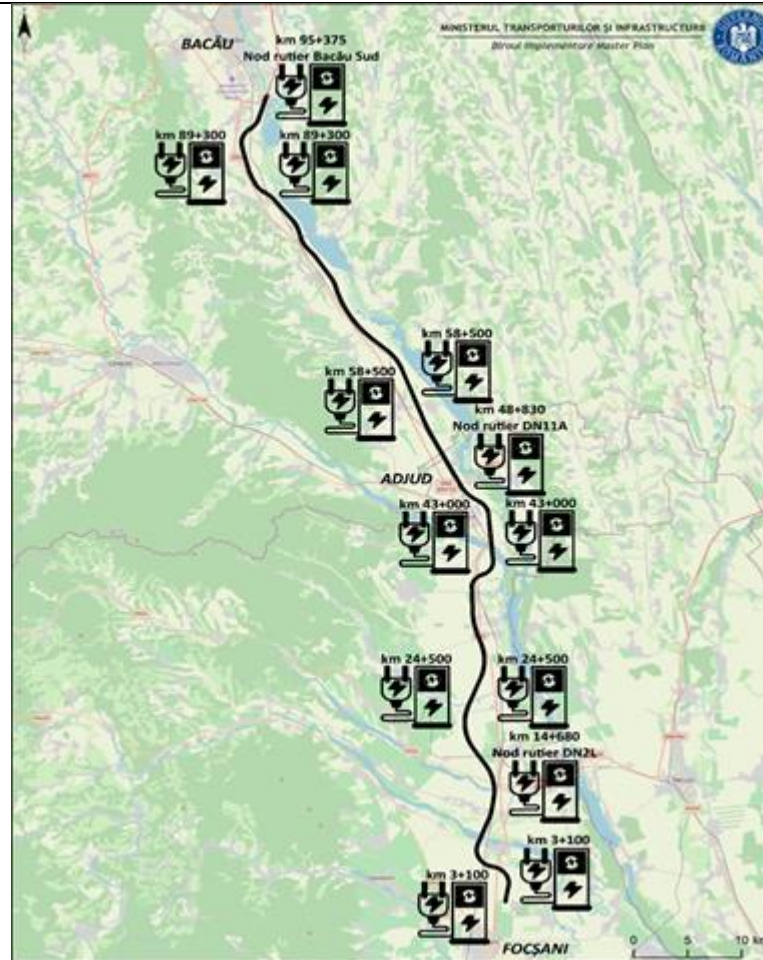 MINISTERUL TRANSPORTURILOR ȘI INFRASTRUCTURII
Biroul Implementare Master Plan
BACĂU
km 95+375
Nod rutier Bacău Sud
km 89+300
km 89+300
km 58+500
km 58+500
km 48+830
Nod rutier DN11A
ADJUD
km 43+000
km 43+000
km 24+500
km 24+500
km 14+680
Nod rutier DN2L
km 3+100
km 3+100
FOCȘANI
0 5 10 km